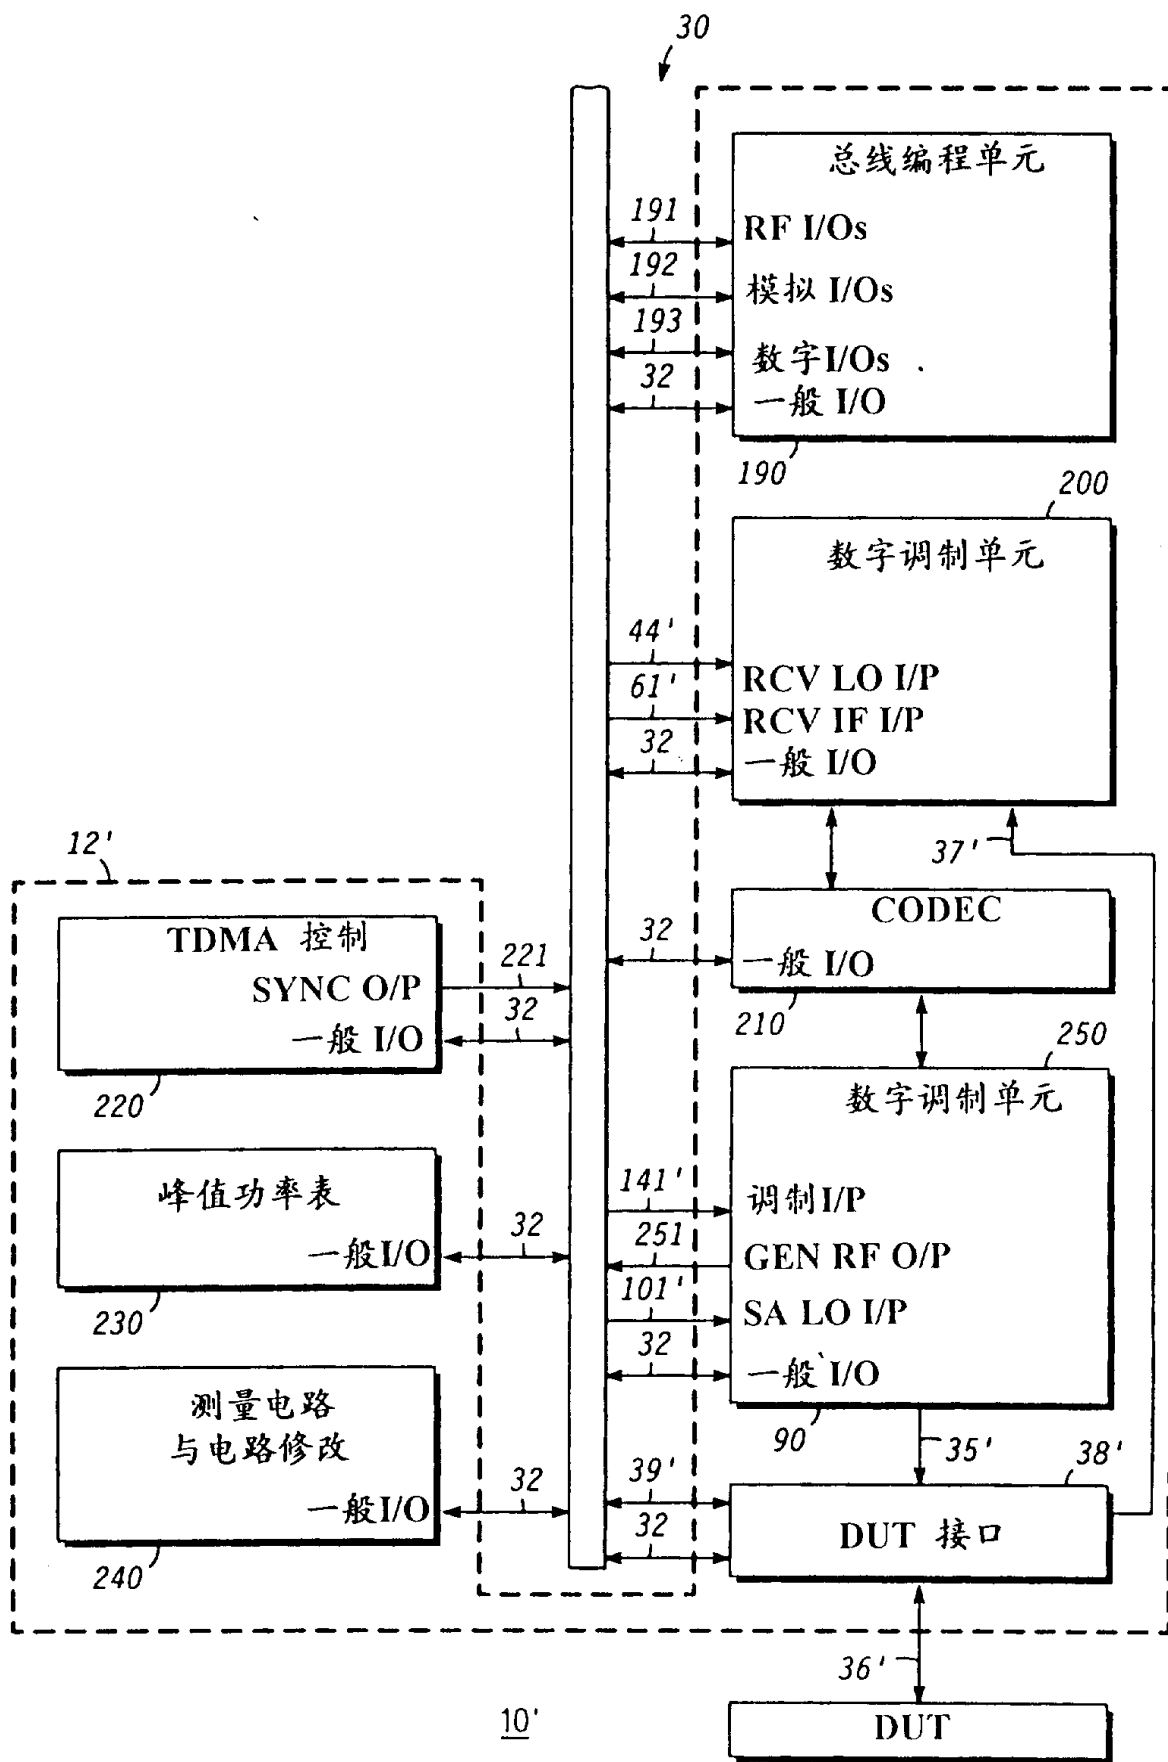 30
总线编程单元
191
RF I/Os
192
模拟 I/Os
193
数字I/Os
32
一般 I/O
190
200
数字调制单元
44'
RCV LO I/P
61'
RCV IF I/P
32
一般 I/O
37'
12'
CODEC
32
一般 I/O
210
TDMA 控制
SYNC O/P
221
一般 I/O
32
220
250
数字调制单元
141'
调制I/P
251
GEN RF O/P
101'
SA LO I/P
32
一般 I/O
90
35'
38'
峰值功率表
一般I/O
32
230
测量电路
与电路修改
一般I/O
32
240
39'
32
DUT 接口
36'
10'
DUT